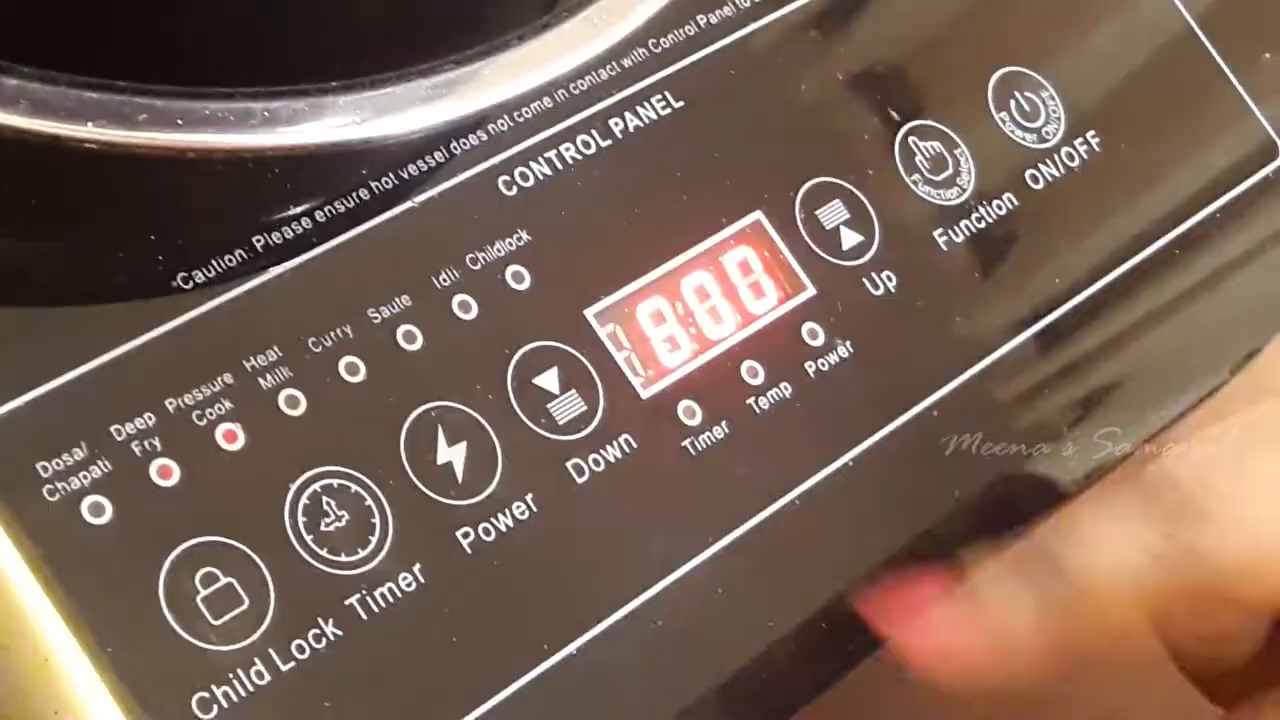 *Caution: Please ensure hot vessel does not come in contact with Control Panel to
CONTROL PANEL
Dosa/
Chapati
Deep
Fry
Pressure
Cook
Heat
Milk
Curry
Saute
Idli
Childlock
Timer
Temp
Power
Child Lock
Timer
Power
Down
Up
Function Select
Function
Power ON/OFF
ON/OFF
Meena's